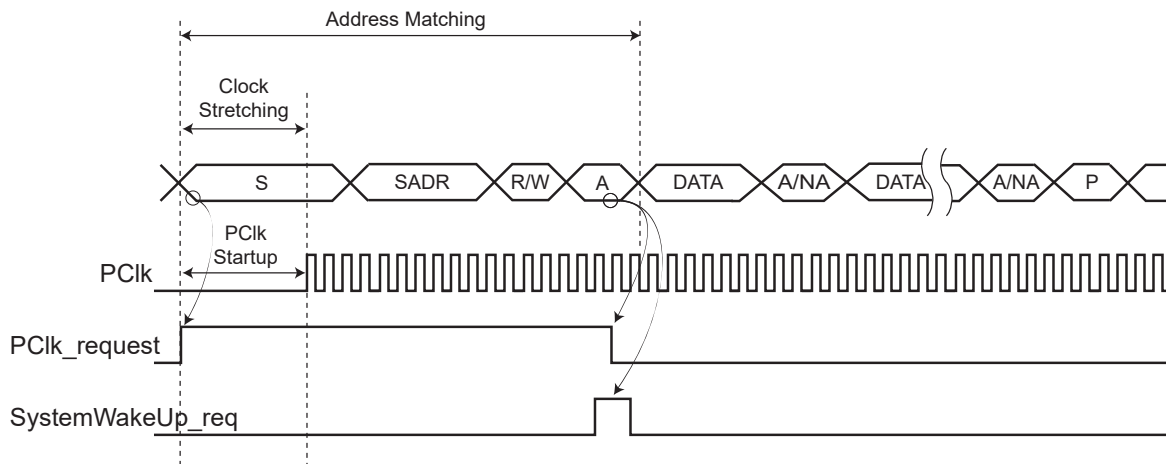 Address Matching
Clock
Stretching
S SADR R/W A DATA A/NA DATA A/NA P
PClk
Startup
PClk
PClk_request
SystemWakeUp_req